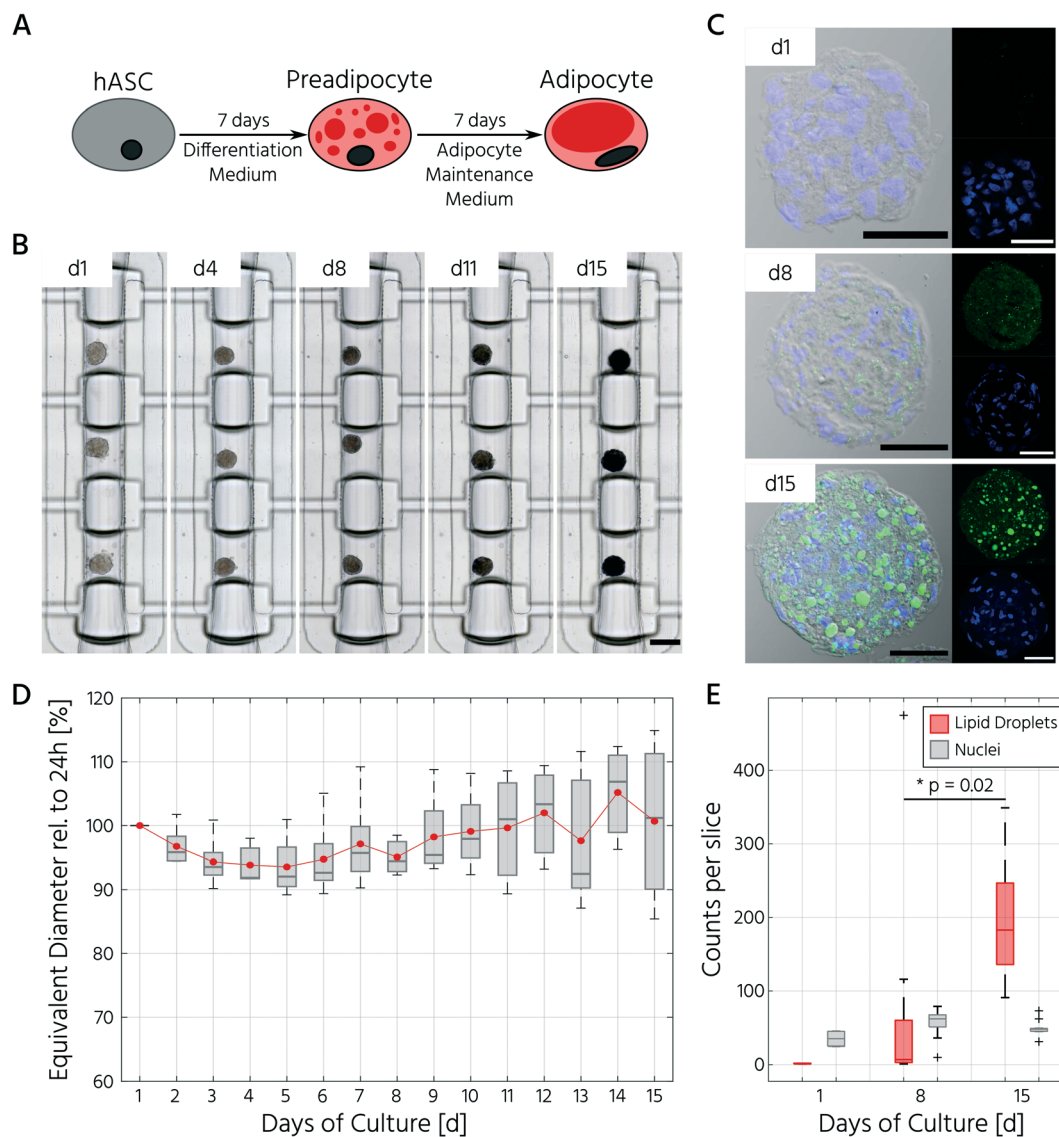 A
hASC
Preadipocyte
Adipocyte
7 days
Differentiation
Medium
7 days
Adipocyte
Maintenance
Medium
B
d1
d4
d8
d11
d15
C
d1
d8
d15
D
Equivalent Diameter rel. to 24h [%]
120
110
100
90
80
70
60
1 2 3 4 5 6 7 8 9 10 11 12 13 14 15
Days of Culture [d]
E
Counts per slice
Lipid Droplets
Nuclei
* p = 0.02
400
300
200
100
0
1 8 15
Days of Culture [d]